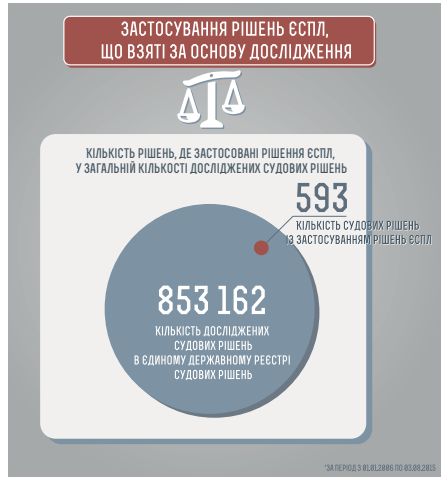 ЗАСТОСУВАННЯ РІШЕНЬ ЄСПЛ,
ЩО ВЗЯТІ ЗА ОСНОВУ ДОСЛІДЖЕННЯ
КІЛЬКІСТЬ РІШЕНЬ, ДЕ ЗАСТОСОВАНІ РІШЕННЯ ЄСПЛ,
У ЗАГАЛЬНІЙ КІЛЬКОСТІ ДОСЛІДЖЕНИХ СУДОВИХ РІШЕНЬ
593
КІЛЬКІСТЬ СУДОВИХ РІШЕНЬ
ІЗ ЗАСТОСУВАННЯМ РІШЕНЬ ЄСПЛ
853 162
КІЛЬКІСТЬ ДОСЛІДЖЕНИХ
СУДОВИХ РІШЕНЬ
В ЄДИНОМУ ДЕРЖАВНОМУ РЕЄСТРІ
СУДОВИХ РІШЕНЬ
*ЗА ПЕРІОД З 01.01.2006 ПО 03.08.2015